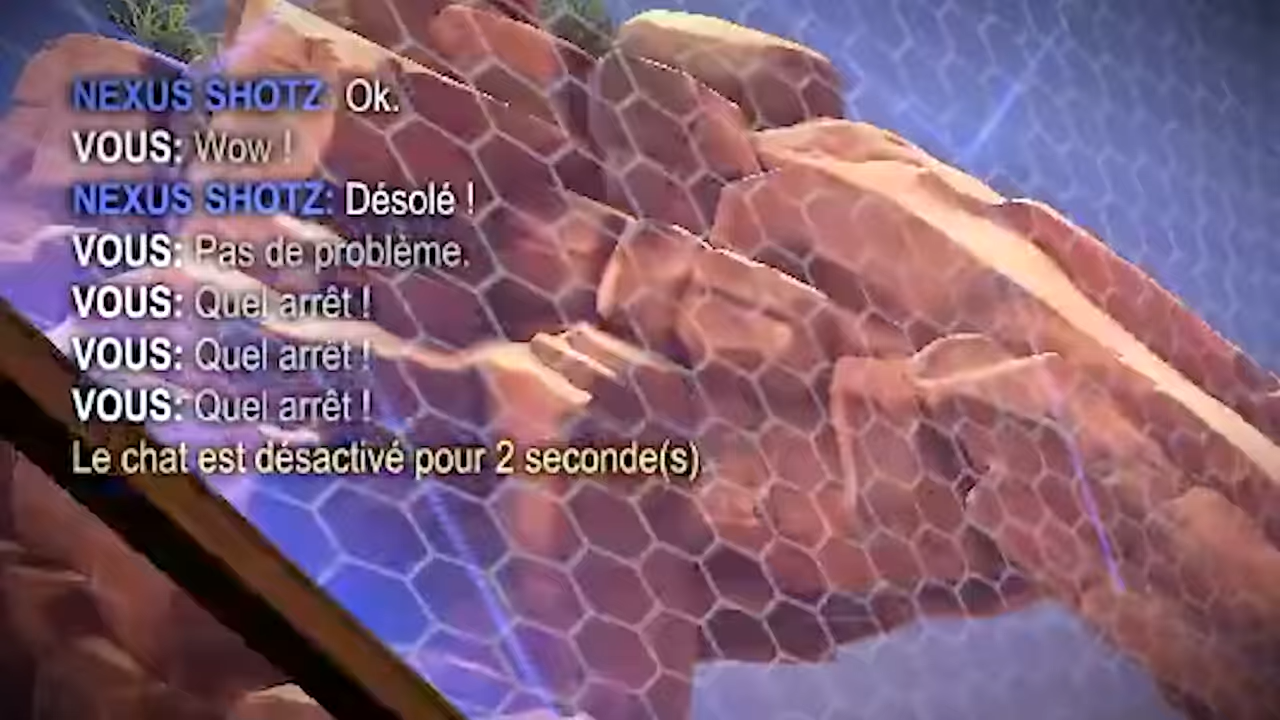 NEXUS SHOTZ: Ok.
VOUS: Wow !
NEXUS SHOTZ: Désolé !
VOUS: Pas de problème.
VOUS: Quel arrêt !
VOUS: Quel arrêt !
VOUS: Quel arrêt !
Le chat est désactivé pour 2 seconde(s)